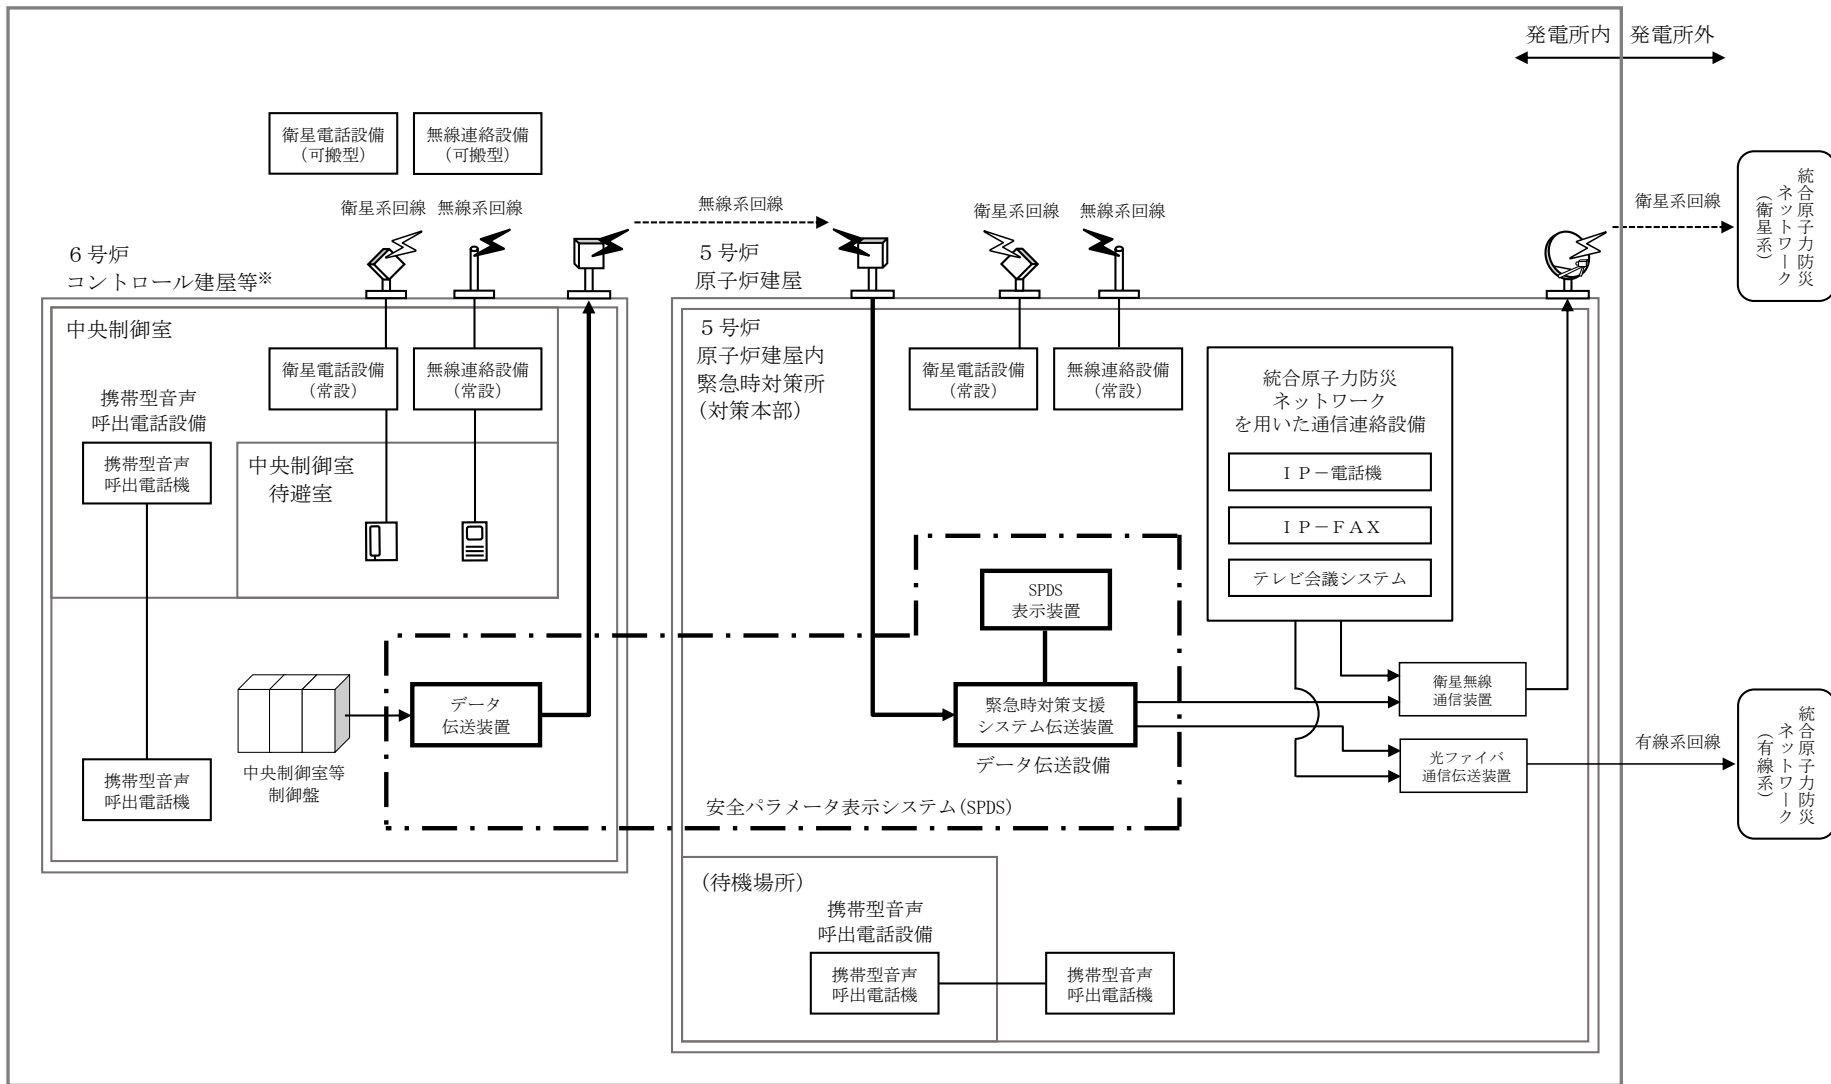 発電所内
発電所外
衛星電話設備
（可搬型）
無線連絡設備
（可搬型）
衛星系回線
無線系回線
無線系回線
衛星系回線
無線系回線
衛星系回線
統合原子力防災
ネットワーク
（衛星系）
６号炉
コントロール建屋等※
５号炉
原子炉建屋
中央制御室
携帯型音声
呼出電話設備
携帯型音声
呼出電話機
衛星電話設備
（常設）
無線連絡設備
（常設）
中央制御室
待避室
中央制御室等
制御盤
データ
伝送装置
携帯型音声
呼出電話機
５号炉
原子炉建屋内
緊急時対策所
（対策本部）
衛星電話設備
（常設）
無線連絡設備
（常設）
統合原子力防災
ネットワーク
を用いた通信連絡設備
ＩＰ－電話機
ＩＰ－ＦＡＸ
テレビ会議システム
SPDS
表示装置
緊急時対策支援
システム伝送装置
データ伝送設備
安全パラメータ表示システム(SPDS)
衛星無線
通信装置
光ファイバ
通信伝送装置
有線系回線
統合原子力防災
ネットワーク
（有線系）
(待機場所)
携帯型音声
呼出電話設備
携帯型音声
呼出電話機
携帯型音声
呼出電話機